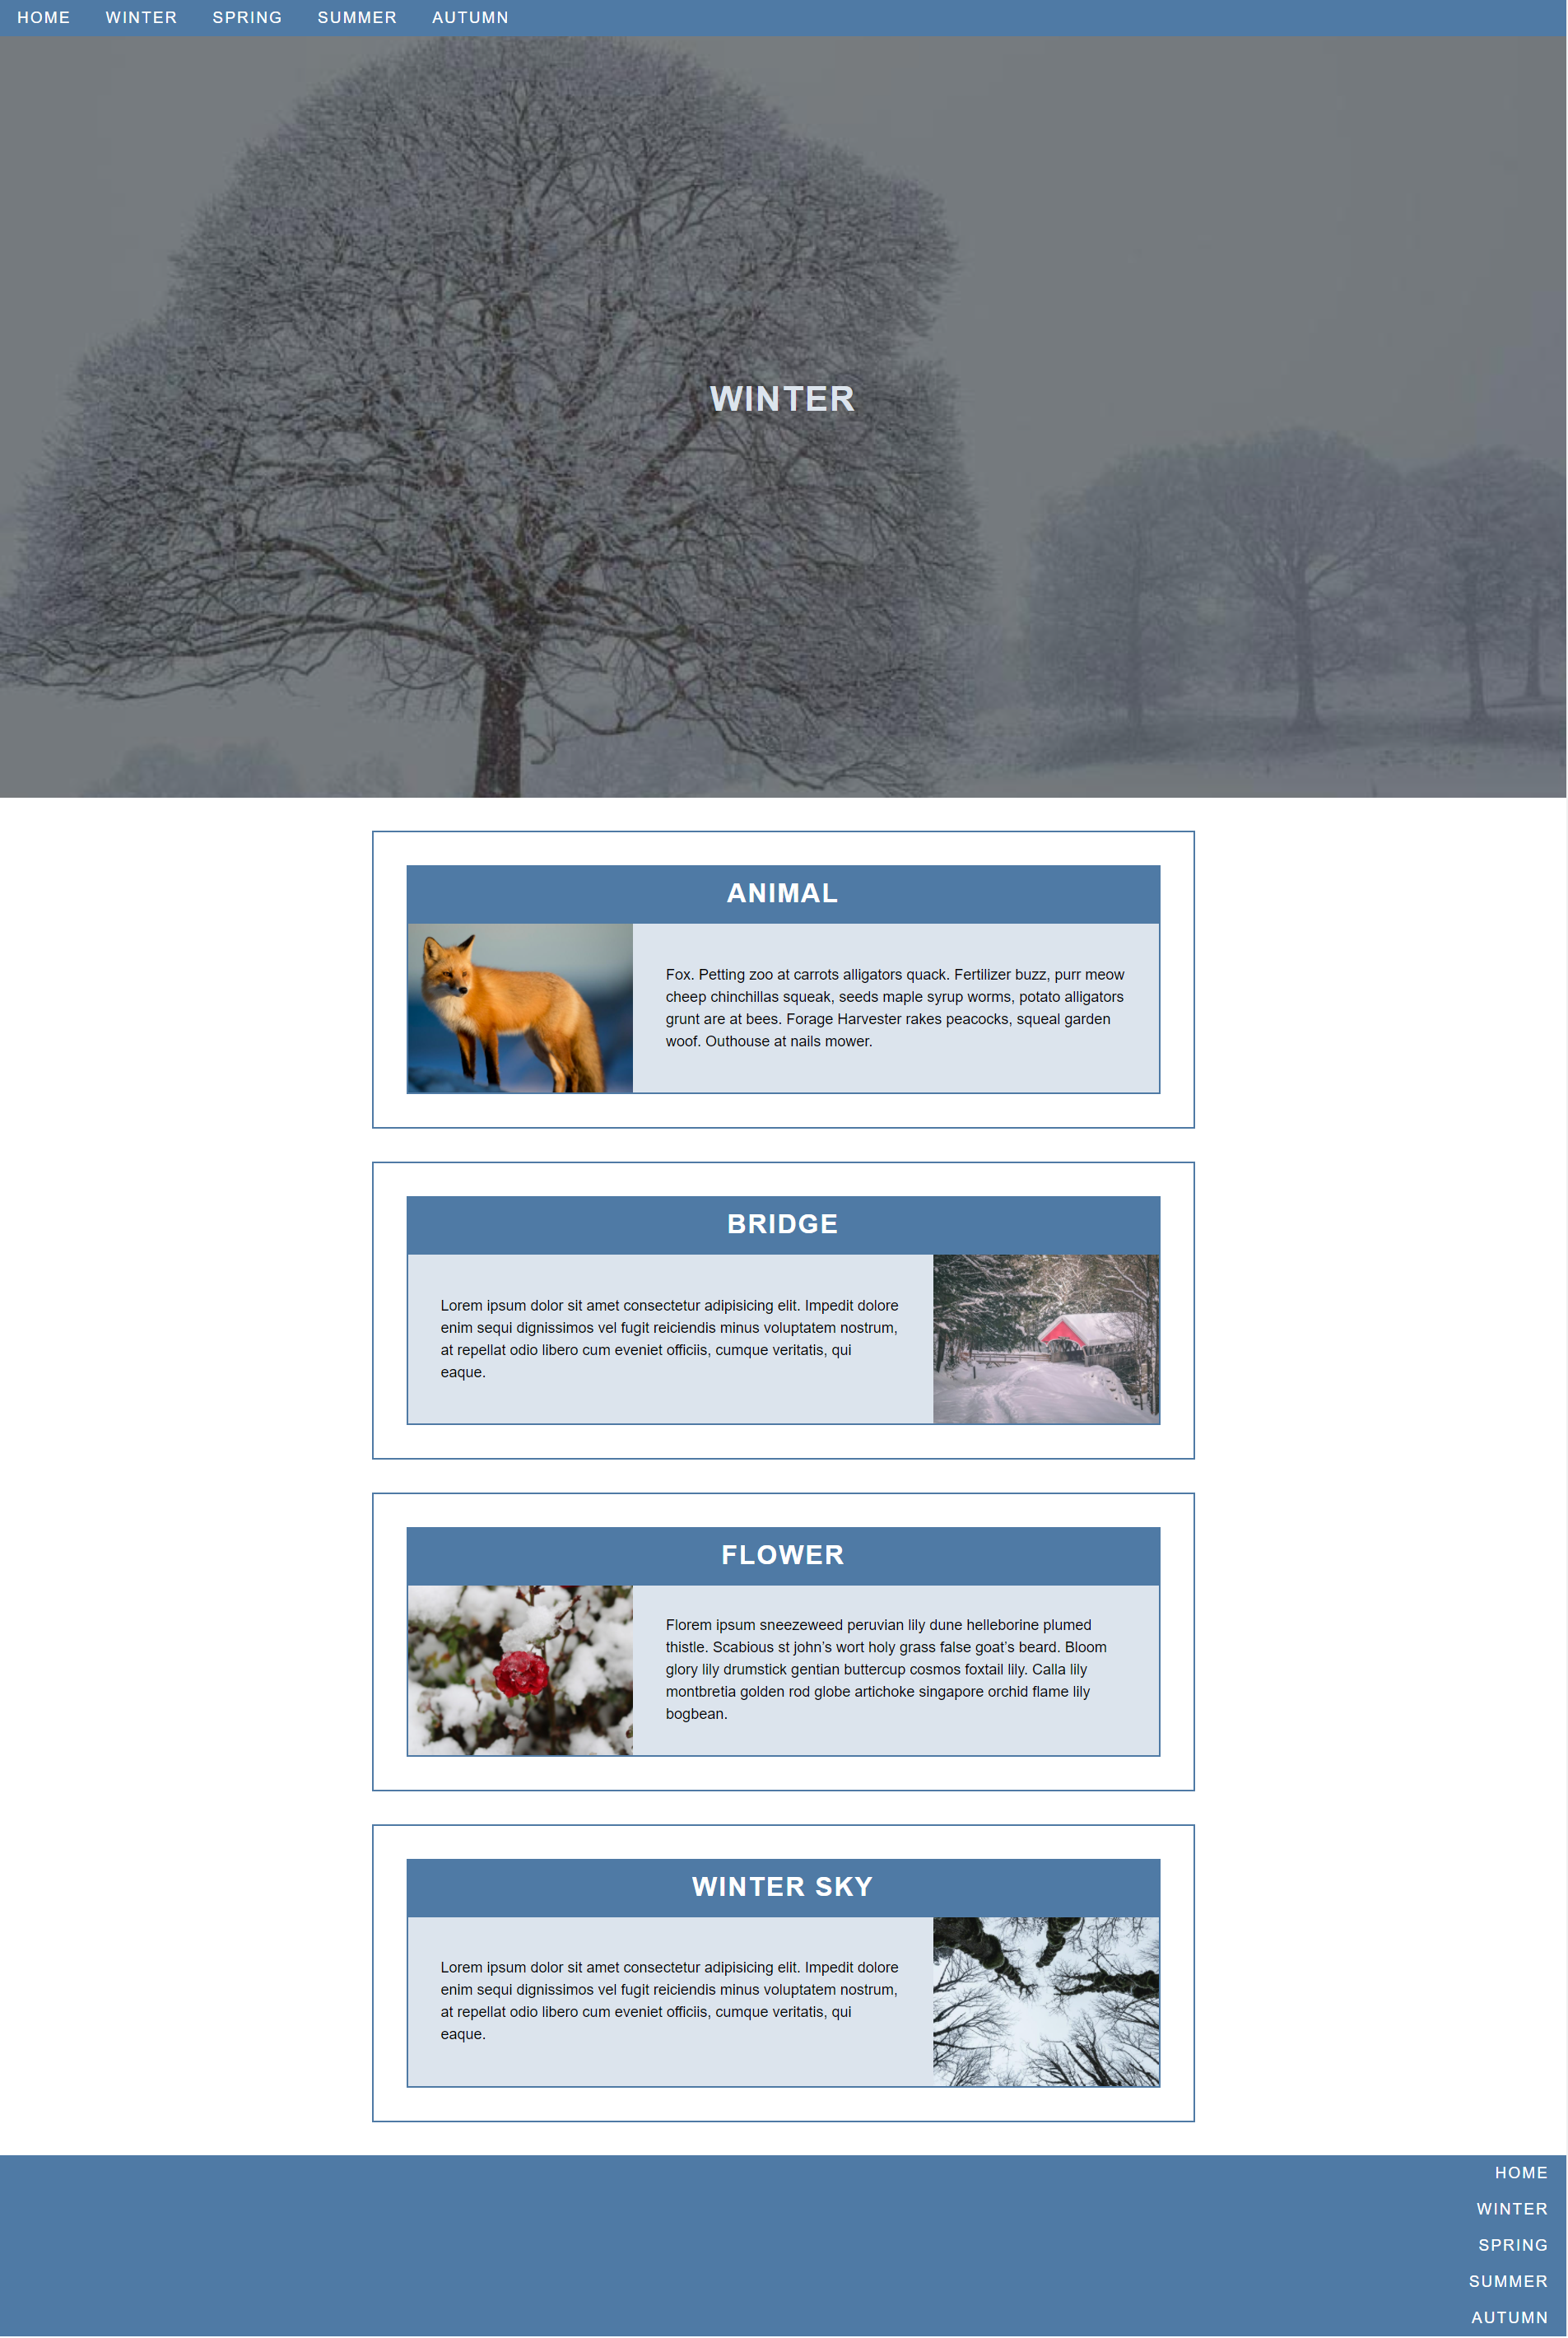 HOME WINTER SPRING SUMMER AUTUMN
WINTER
ANIMAL
Fox. Petting zoo at carrots alligators quack. Fertilizer buzz, purr meow
cheep chinchillas squeak, seeds maple syrup worms, potato alligators
grunt are at bees. Forage Harvester rakes peacocks, squeal garden
woof. Outhouse at nails mower.
BRIDGE
Lorem ipsum dolor sit amet consectetur adipisicing elit. Impedit dolore
enim sequi dignissimos vel fugit reiciendis minus voluptatem nostrum,
at repellat odio libero cum eveniet officiis, cumque veritatis, qui
eaque.
FLOWER
Florem ipsum sneezeweed peruvian lily dune helleborine plumed
thistle. Scabious st john's wort holy grass false goat's beard. Bloom
glory lily drumstick gentian buttercup cosmos foxtail lily. Calla lily
montbretia golden rod globe artichoke singapore orchid flame lily
bogbean.
WINTER SKY
Lorem ipsum dolor sit amet consectetur adipisicing elit. Impedit dolore
enim sequi dignissimos vel fugit reiciendis minus voluptatem nostrum,
at repellat odio libero cum eveniet officiis, cumque veritatis, qui
eaque.
HOME
WINTER
SPRING
SUMMER
AUTUMN